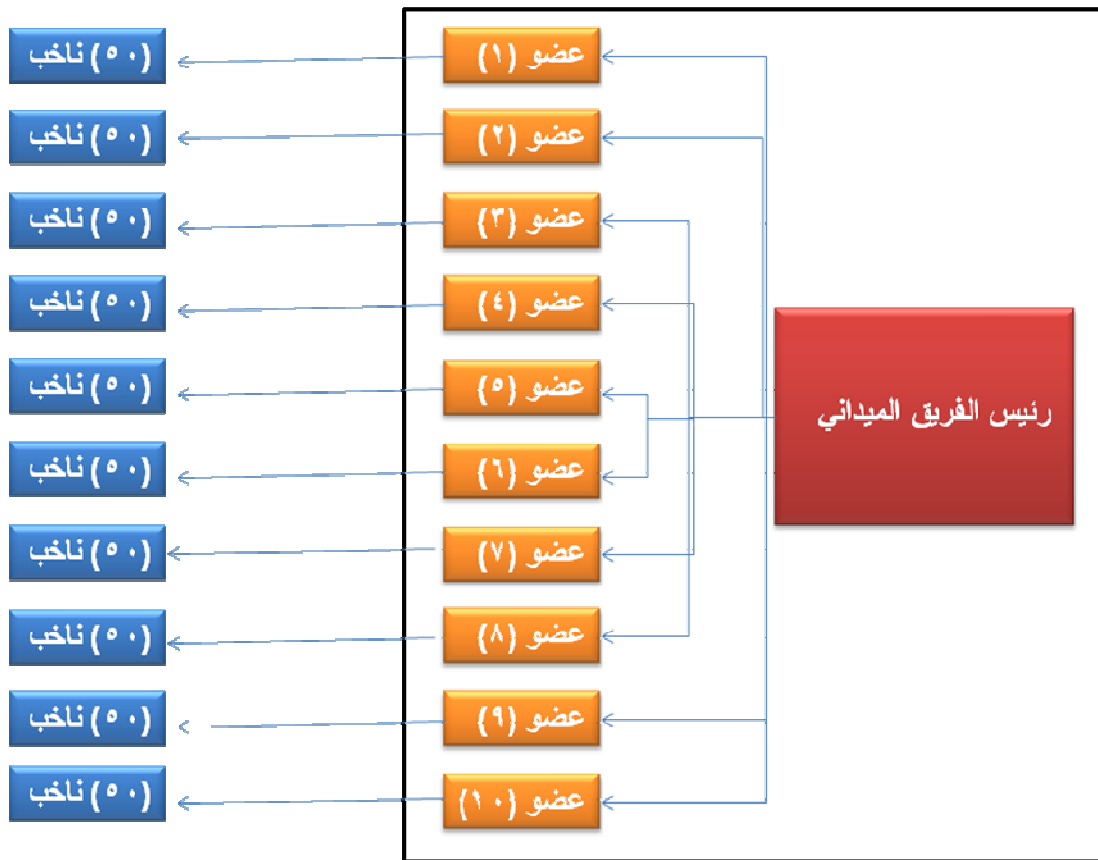 رئيس الفريق الميداني
عضو (١)
(٥٠) ناخب
عضو (٢)
(٥٠) ناخب
عضو (٣)
(٥٠) ناخب
عضو (٤)
(٥٠) ناخب
عضو (٥)
(٥٠) ناخب
عضو (٦)
(٥٠) ناخب
عضو (٧)
(٥٠) ناخب
عضو (٨)
(٥٠) ناخب
عضو (٩)
(٥٠) ناخب
عضو (١٠)
(٥٠) ناخب